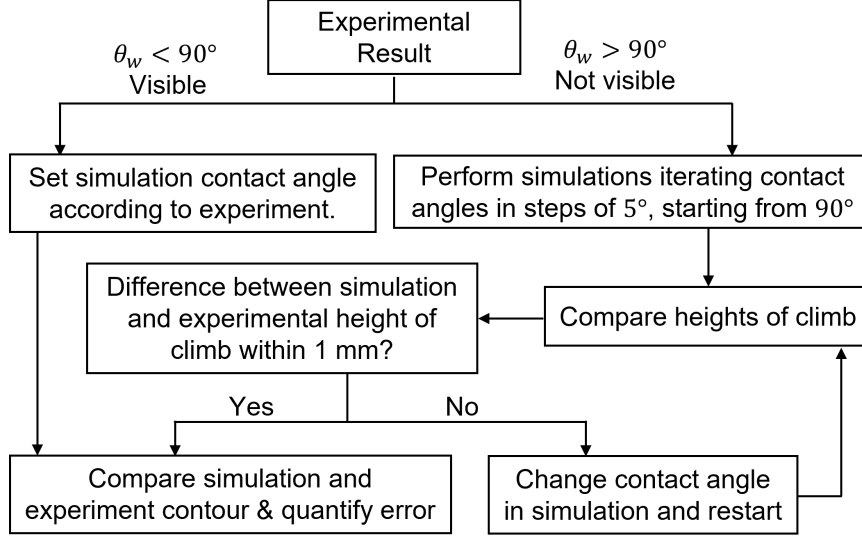 Experimental
Result
θ_w < 90°
Visible
θ_w > 90°
Not visible
Set simulation contact angle
according to experiment.
Perform simulations iterating contact
angles in steps of 5°, starting from 90°
Difference between simulation
and experimental height of
climb within 1 mm?
Compare heights of climb
Yes
No
Compare simulation and
experiment contour & quantify error
Change contact angle
in simulation and restart